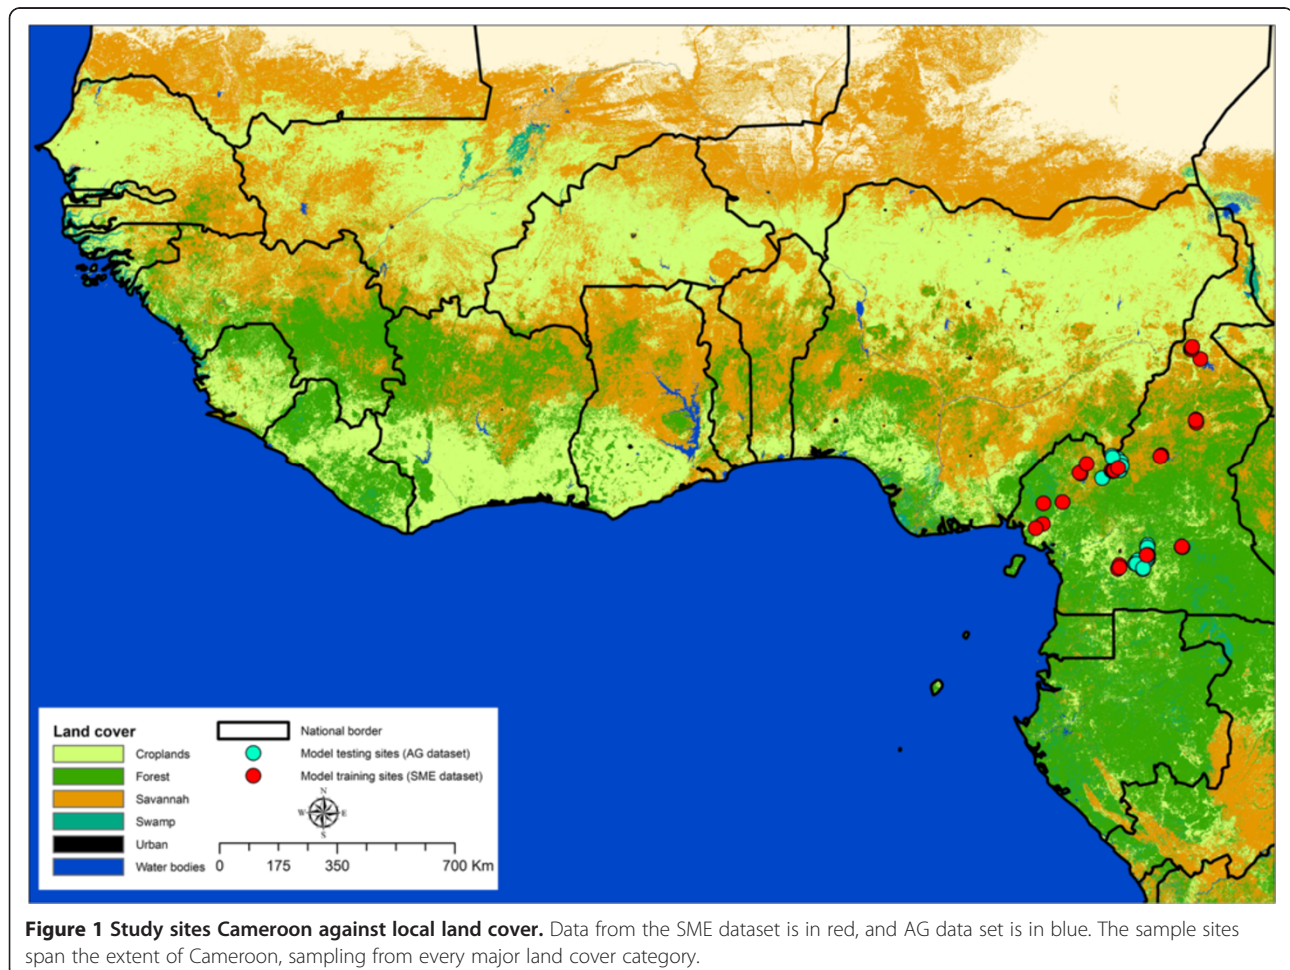 Land cover
Croplands
Forest
Savannah
Swamp
Urban
Water bodies
National border
Model testing sites (AG dataset)
Model training sites (SME dataset)
N
W E
S
0 175 350 700 Km
Figure 1 Study sites Cameroon against local land cover. Data from the SME dataset is in red, and AG data set is in blue. The sample sites
span the extent of Cameroon, sampling from every major land cover category.